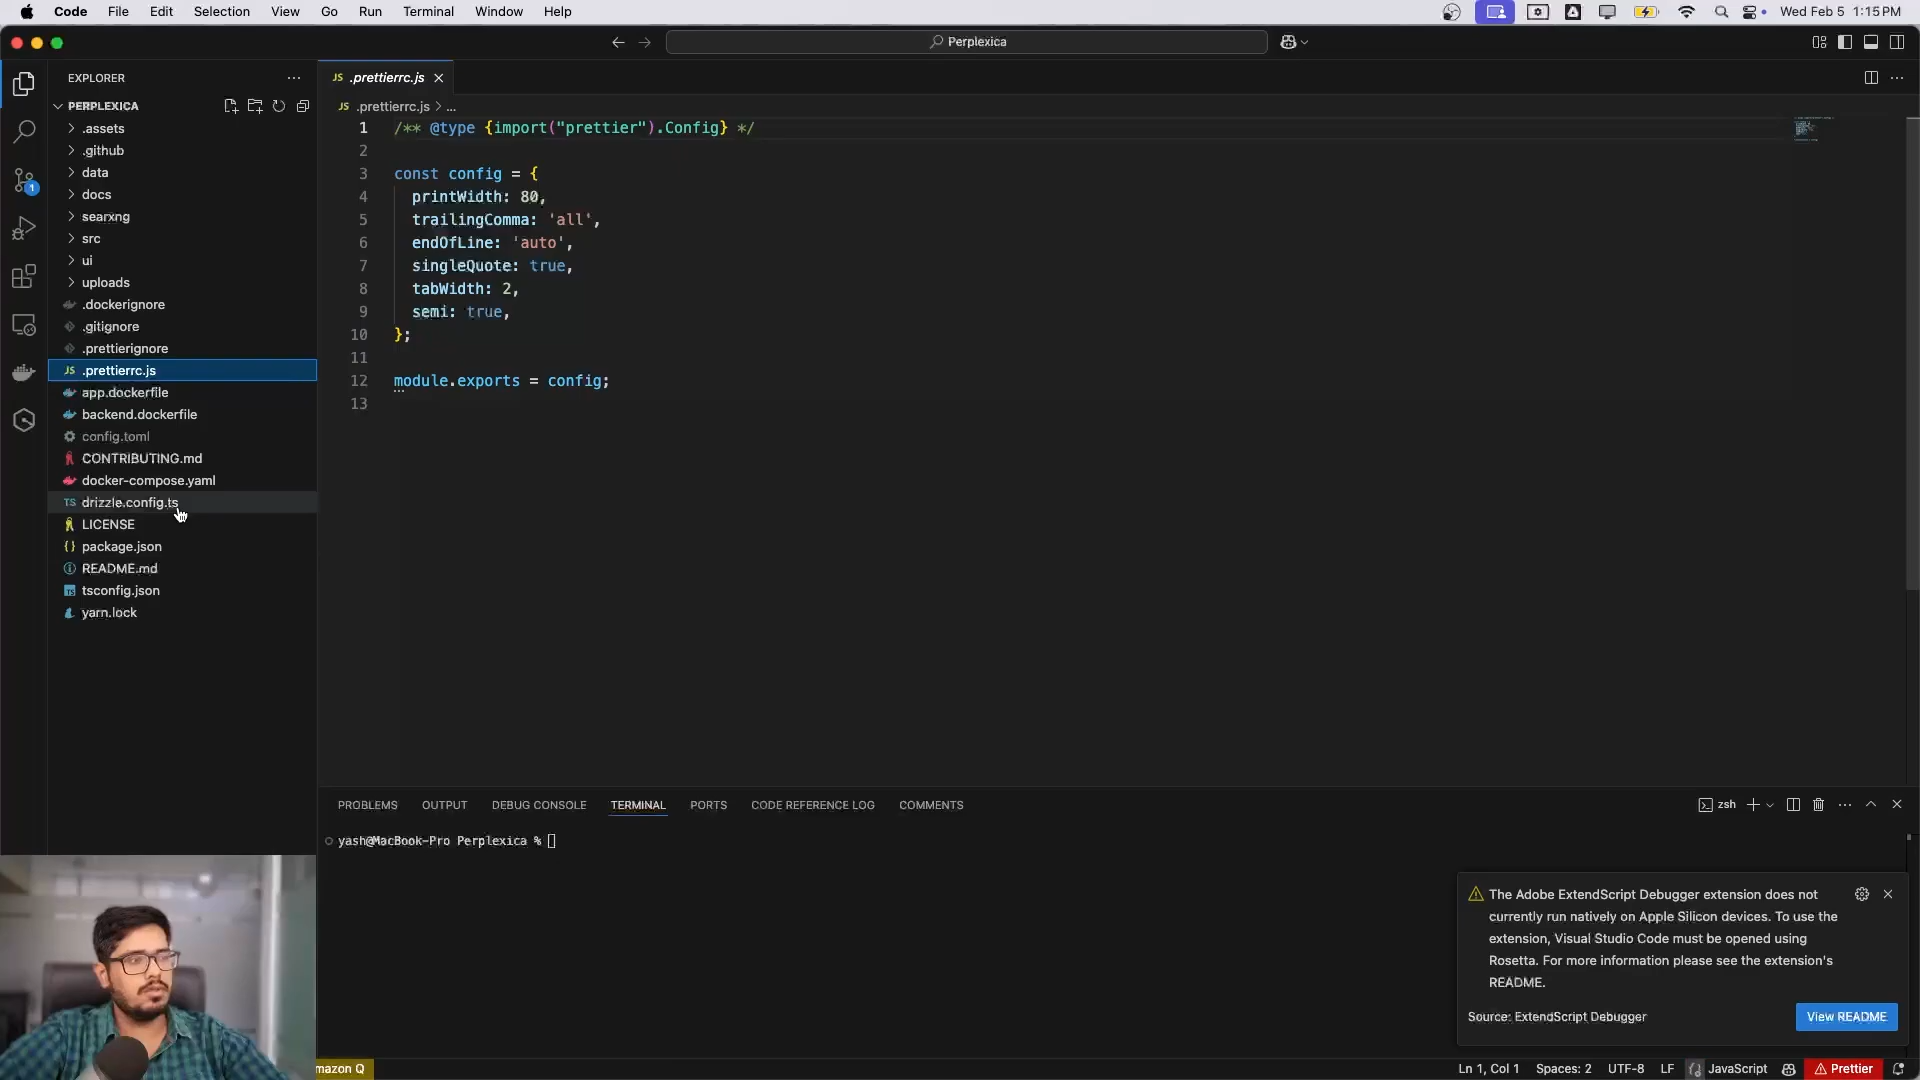 Code File Edit Selection View Go Run Terminal Window Help
Wed Feb 5 1:15 PM
Perplexica
EXPLORER
PERPLEXICA
.assets
.github
data
docs
searxng
src
ui
uploads
.dockerignore
.gitignore
.prettierignore
JS .prettierrc.js
app.dockerfile
backend.dockerfile
config.toml
CONTRIBUTING.md
docker-compose.yaml
TS drizzle.config.ts
LICENSE
{} package.json
README.md
tsconfig.json
yarn.lock
1
JS .prettierrc.js
JS .prettierrc.js > ...
1 /** @type {import("prettier").Config} */
2
3 const config = {
4 printWidth: 80,
5 trailingComma: 'all',
6 endOfLine: 'auto',
7 singleQuote: true,
8 tabWidth: 2,
9 semi: true,
10 };
11
12 module.exports = config;
13
PROBLEMS OUTPUT DEBUG CONSOLE TERMINAL PORTS CODE REFERENCE LOG COMMENTS
zsh
yash@MacBook-Pro Perplexica %
The Adobe ExtendScript Debugger extension does not
currently run natively on Apple Silicon devices. To use the
extension, Visual Studio Code must be opened using
Rosetta. For more information please see the extension's
README.
Source: ExtendScript Debugger
View README
mazon Q
Ln 1, Col 1 Spaces: 2 UTF-8 LF JavaScript Prettier